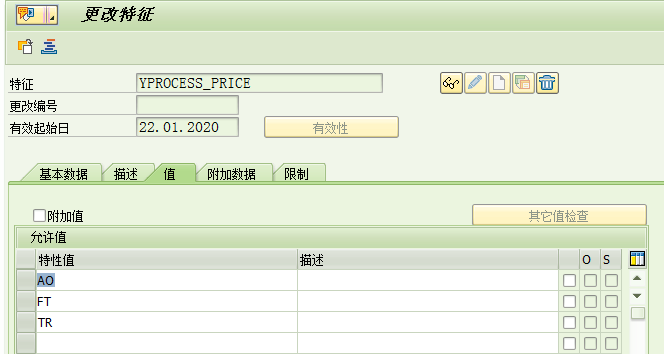 更改特征
特征 YPROCESS_PRICE
更改编号
有效起始日 22.01.2020 有效性
基本数据 描述 值 附加数据 限制
附加值 其它值检查
允许值
特性值 描述 O S
AO
FT
TR